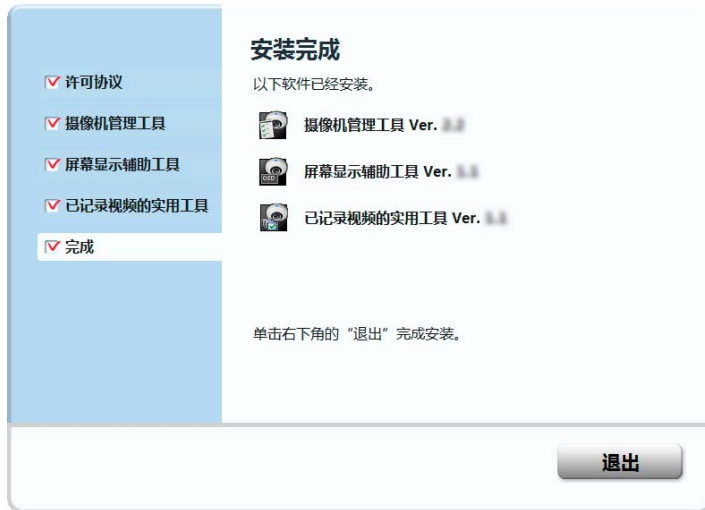 安装完成
以下软件已经安装。
许可协议
摄像机管理工具
屏幕显示辅助工具
已记录视频的实用工具
完成
摄像机管理工具 Ver.
OSD
屏幕显示辅助工具 Ver.
已记录视频的实用工具 Ver.
单击右下角的“退出”完成安装。
退出